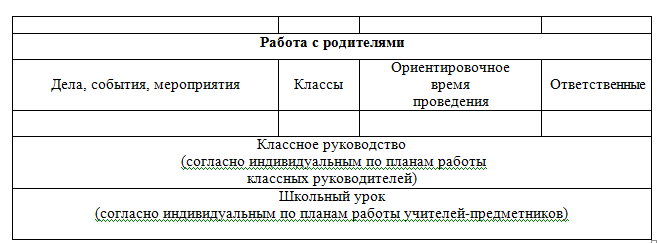 Работа с родителями
Дела, события, мероприятия
Классы
Ориентировочное
время
проведения
Ответственные
Классное руководство
(согласно индивидуальным по планам работы
классных руководителей)
Школьный урок
(согласно индивидуальным по планам работы учителей-предметников)